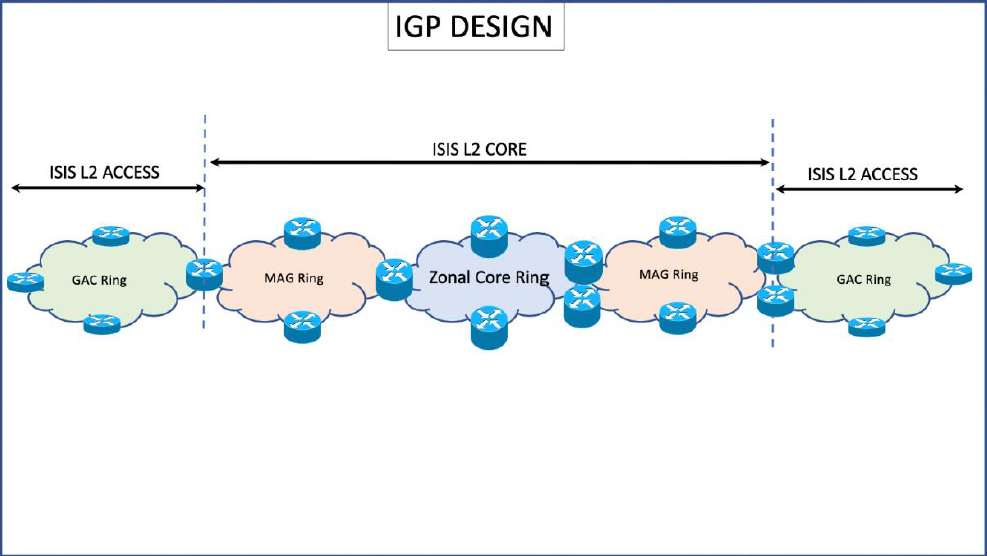 IGP DESIGN
ISIS L2 CORE
ISIS L2 ACCESS
ISIS L2 ACCESS
GAC Ring
MAG Ring
Zonal Core Ring
MAG Ring
GAC Ring